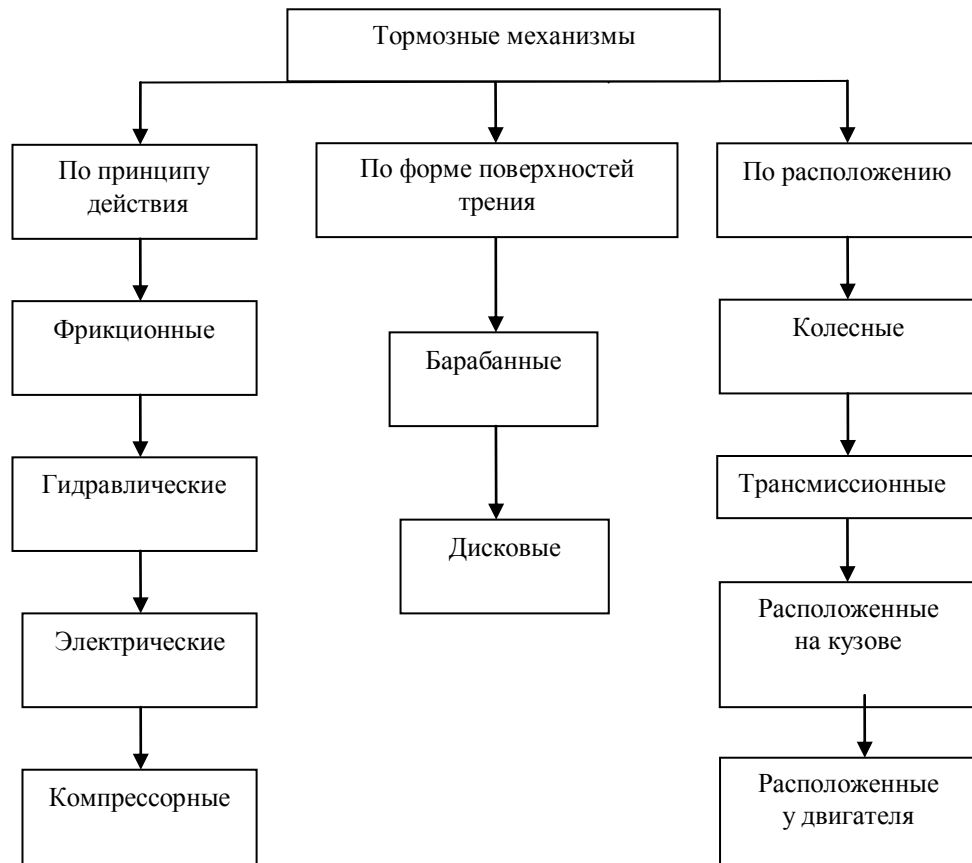 Тормозные механизмы
По принципу
действия
По форме поверхностей
трения
По расположению
Фрикционные
Барабанные
Колесные
Гидравлические
Дисковые
Трансмиссионные
Электрические
Расположенные
на кузове
Компрессорные
Расположенные
у двигателя